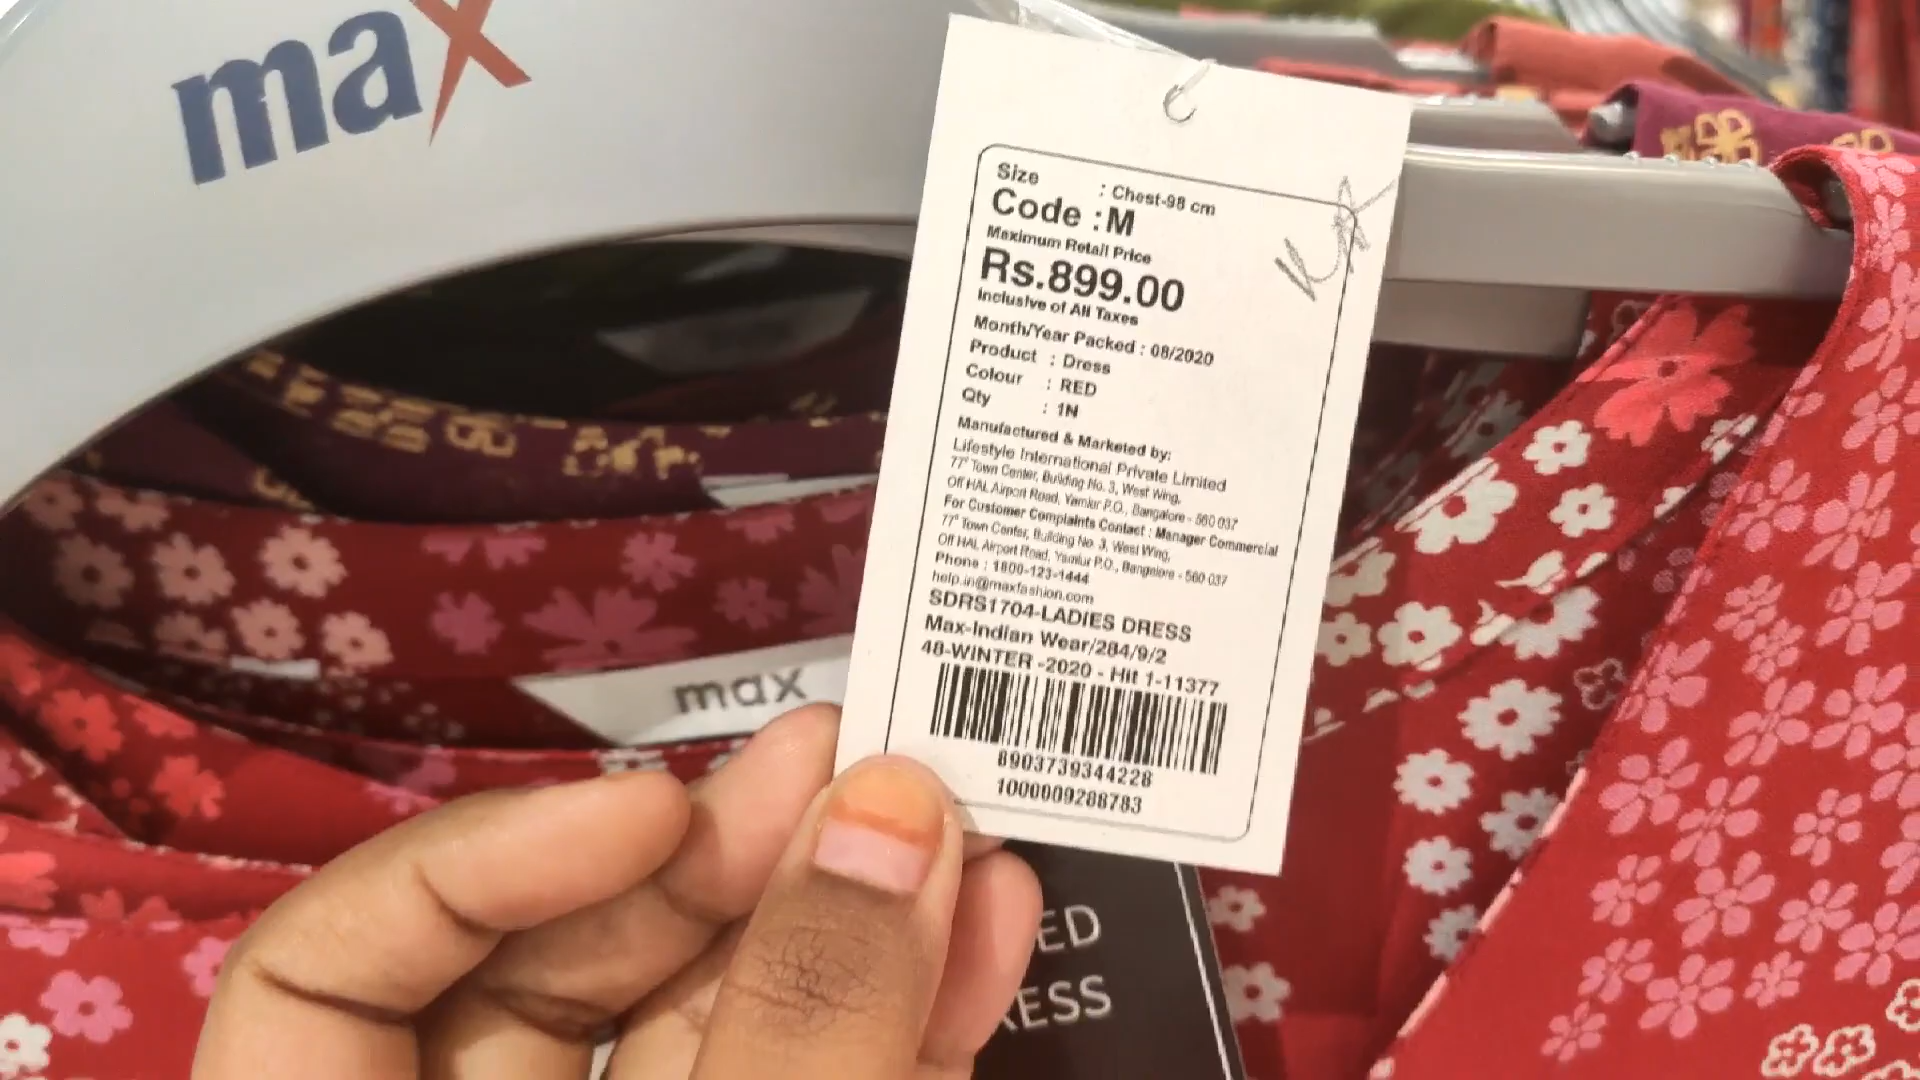 max
Size : Chest-98 cm
Code : M
Maximum Retail Price
Rs.899.00
Inclusive of All Taxes
Month/Year Packed : 08/2020
Product : Dress
Colour : RED
Qty : 1N
Manufactured & Marketed by:
Lifestyle International Private Limited
77° Town Center, Building No. 3, West Wing,
Off HAL Airport Road, Yamlur P.O., Bangalore - 560 037
For Customer Complaints Contact : Manager Commercial
77° Town Center, Building No. 3, West Wing,
Off HAL Airport Road, Yamlur P.O., Bangalore - 560 037
Phone : 1800-123-1444
help.in@maxfashion.com
SDRS1704-LADIES DRESS
Max-Indian Wear/284/9/2
48-WINTER -2020 - Hit 1-11377
8903739344228
1000009288783
max
ED
RESS